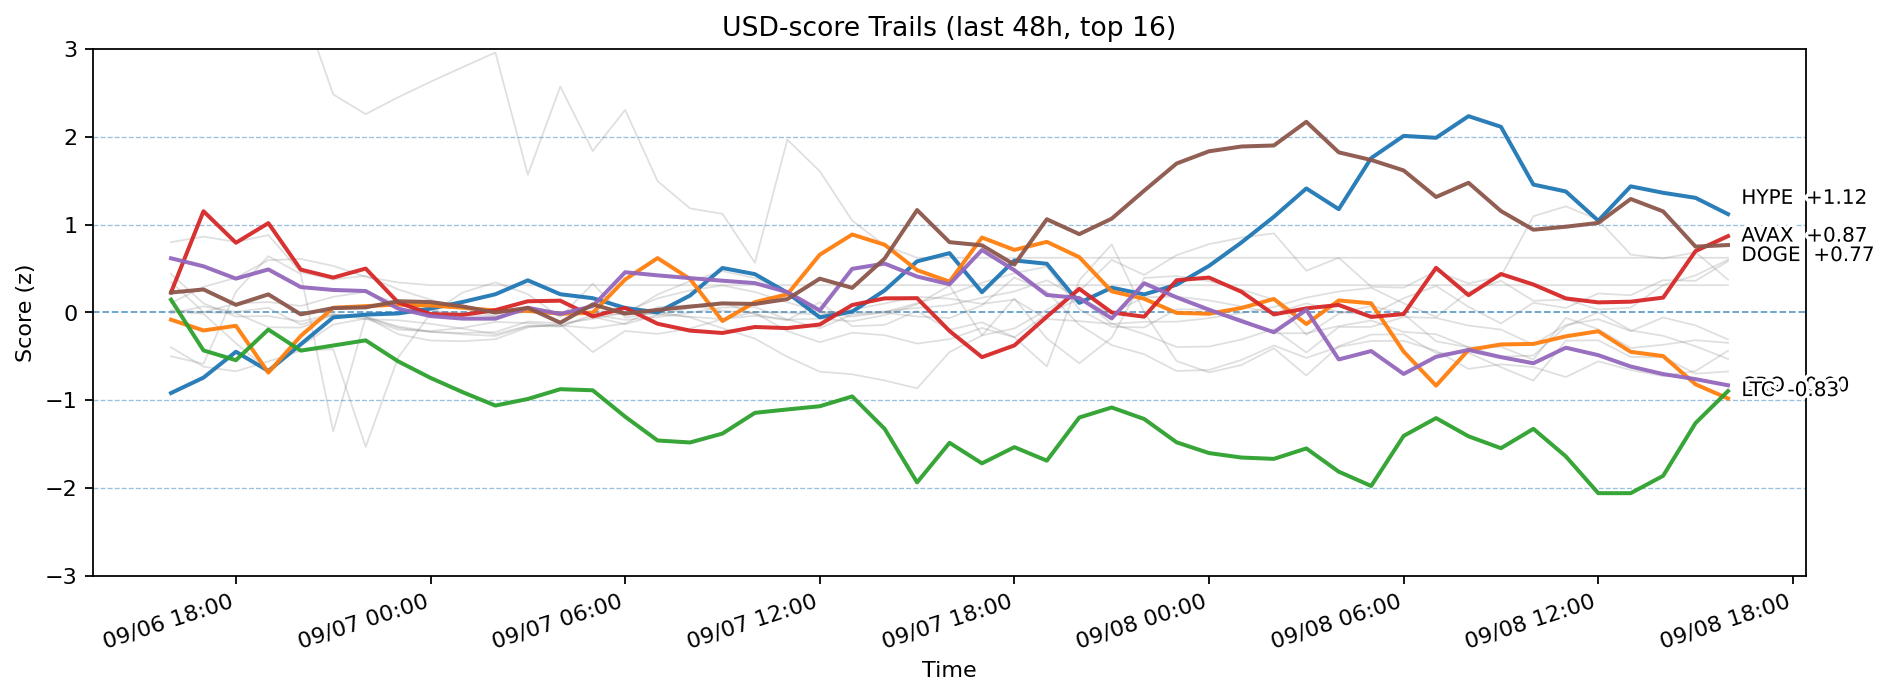 USD-score Trails (last 48h, top 16)
Score (z)
3
2
1
0
−1
−2
−3
HYPE +1.12
AVAX +0.87
DOGE +0.77
LTC -0.83
09/06 18:00
09/07 00:00
09/07 06:00
09/07 12:00
09/07 18:00
09/08 00:00
09/08 06:00
09/08 12:00
09/08 18:00
Time